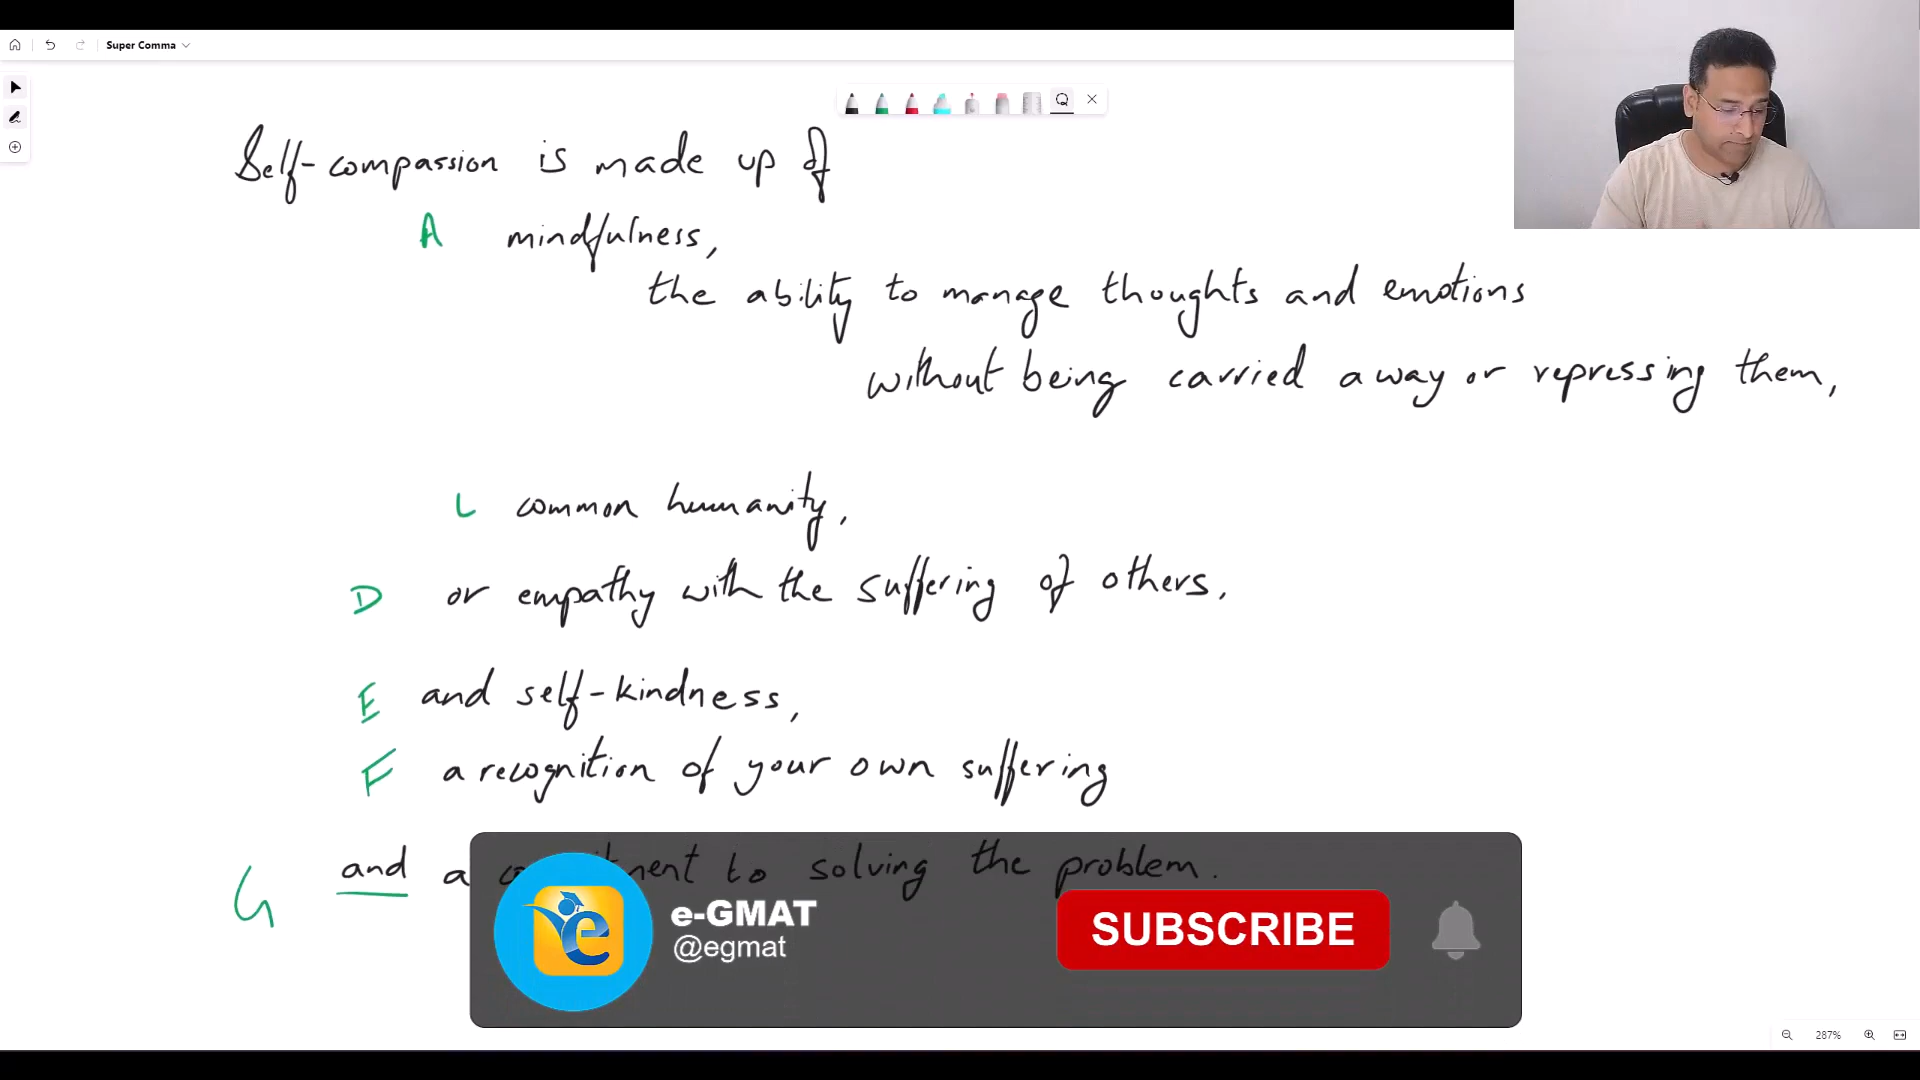 Super Comma
Self-compassion is made up of
A mindfulness,
the ability to manage thoughts and emotions
without being carried away or repressing them,
C common humanity,
D or empathy with the suffering of others,
E and self-kindness,
F a recognition of your own suffering
G and a commitment to solving the problem.
e-GMAT
@egmat
SUBSCRIBE
287%